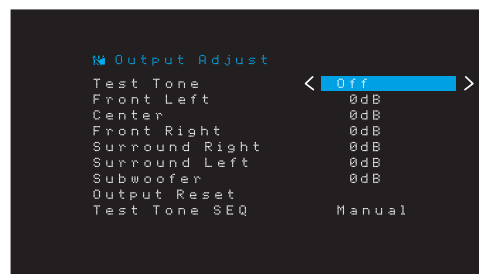 Output Adjust
Test Tone < Off >
Front Left 0dB
Center 0dB
Front Right 0dB
Surround Right 0dB
Surround Left 0dB
Subwoofer 0dB
Output Reset
Test Tone SEQ Manual